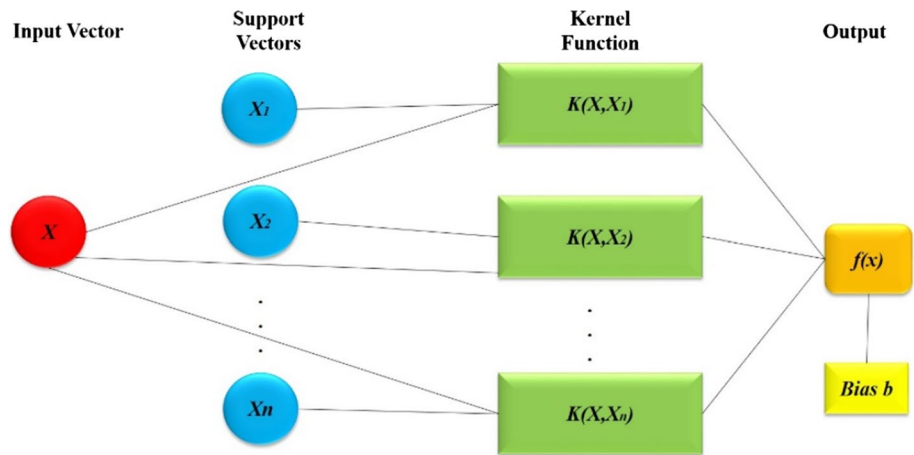 Input Vector
Support
Vectors
Kernel
Function
Output
X1
K(X,X1)
X
X2
K(X,X2)
f(x)
Xn
K(X,Xn)
Bias b